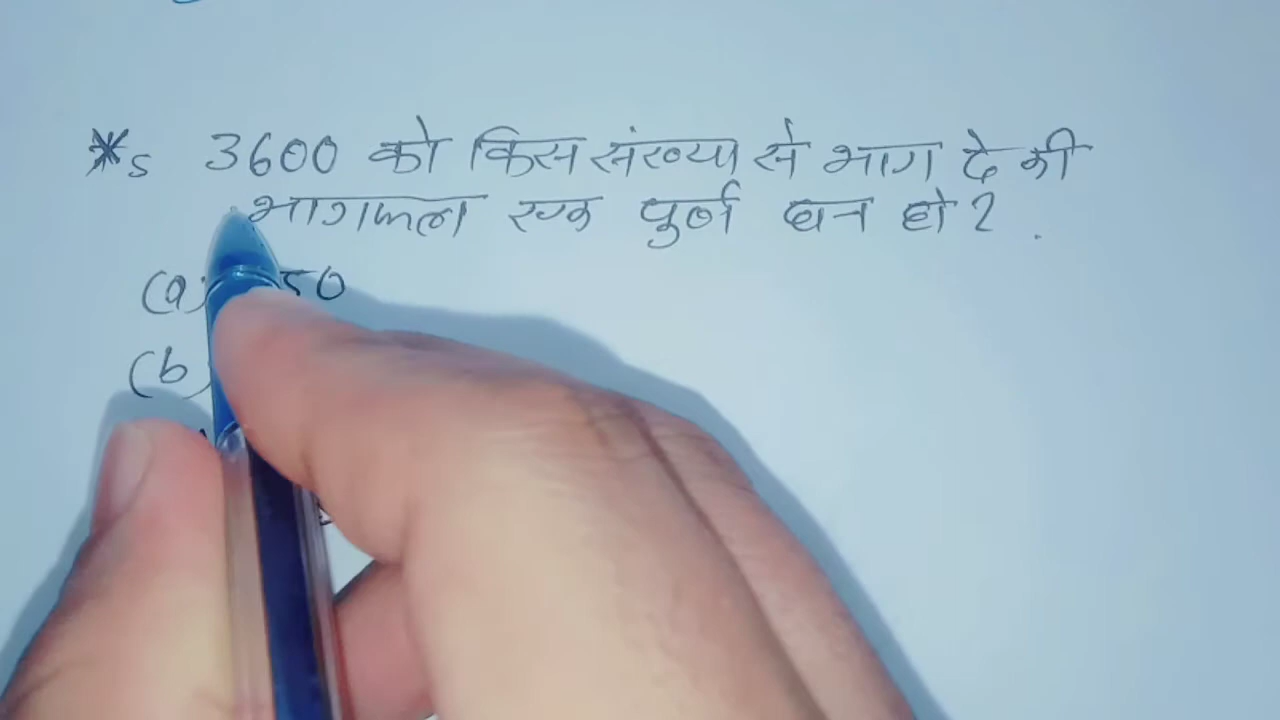 *5 3600 को किस संख्या से भाग दे की
भागफल एक पुर्ण घन हो?
(a) 50
(b)